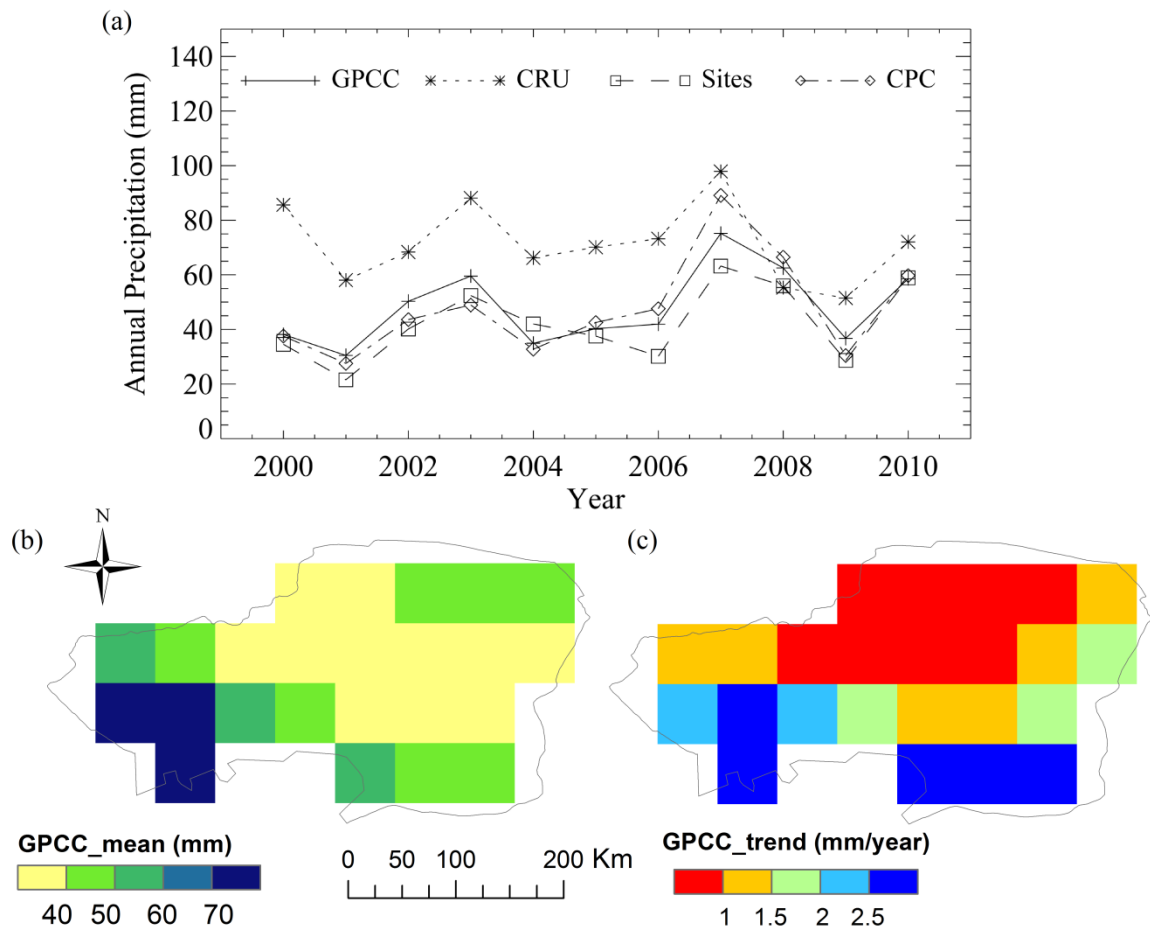 (a)
140
120
100
80
60
40
20
0
Annual Precipitation (mm)
GPCC
CRU
Sites
CPC
2000 2002 2004 2006 2008 2010
Year
(b)
N
(c)
GPCC_mean (mm)
40 50 60 70
0 50 100 200 Km
GPCC_trend (mm/year)
1 1.5 2 2.5